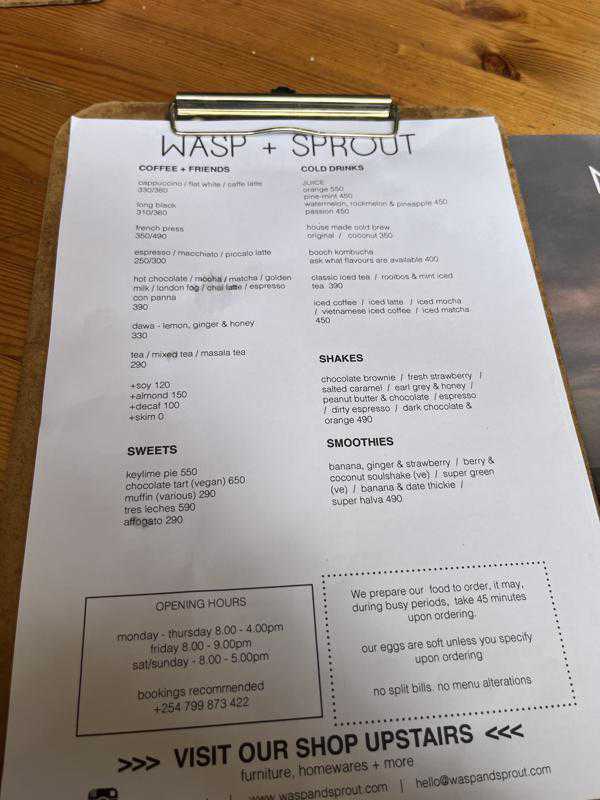 WASP + SPROUT
COFFEE + FRIENDS
cappuccino / flat white / caffe latte
330/360
long black
310/360
french press
350/490
espresso / macchiato / piccalo latte
250/300
hot chocolate / mocha / matcha / golden
milk / london fog / chai latte / espresso
con panna
390
dawa - lemon, ginger & honey
330
tea / mixed tea / masala tea
290
+soy 120
+almond 150
+decaf 100
+skim 0
SWEETS
keylime pie 550
chocolate tart (vegan) 650
muffin (various) 290
tres leches 590
affogato 290
COLD DRINKS
JUICE
orange 550
pine-mint 450
watermelon, rockmelon & pineapple 450
passion 450
house made cold brew
original / coconut 350
booch kombucha
ask what flavours are available 400
classic iced tea / rooibos & mint iced
tea 390
iced coffee / iced latte / iced mocha
/ vietnamese iced coffee / iced matcha
450
SHAKES
chocolate brownie / fresh strawberry /
salted caramel / earl grey & honey /
peanut butter & chocolate / espresso
/ dirty espresso / dark chocolate &
orange 490
SMOOTHIES
banana, ginger & strawberry / berry &
coconut soulshake (ve) / super green
(ve) / banana & date thickie /
super halva 490
OPENING HOURS
monday - thursday 8.00 - 4.00pm
friday 8.00 - 9.00pm
sat/sunday - 8.00 - 5.00pm
bookings recommended
+254 799 873 422
We prepare our food to order, it may,
during busy periods, take 45 minutes
upon ordering.
our eggs are soft unless you specify
upon ordering
no split bills. no menu alterations
>>> VISIT OUR SHOP UPSTAIRS <<<
furniture, homewares + more
| www.waspandsprout.com | hello@waspandsprout.com